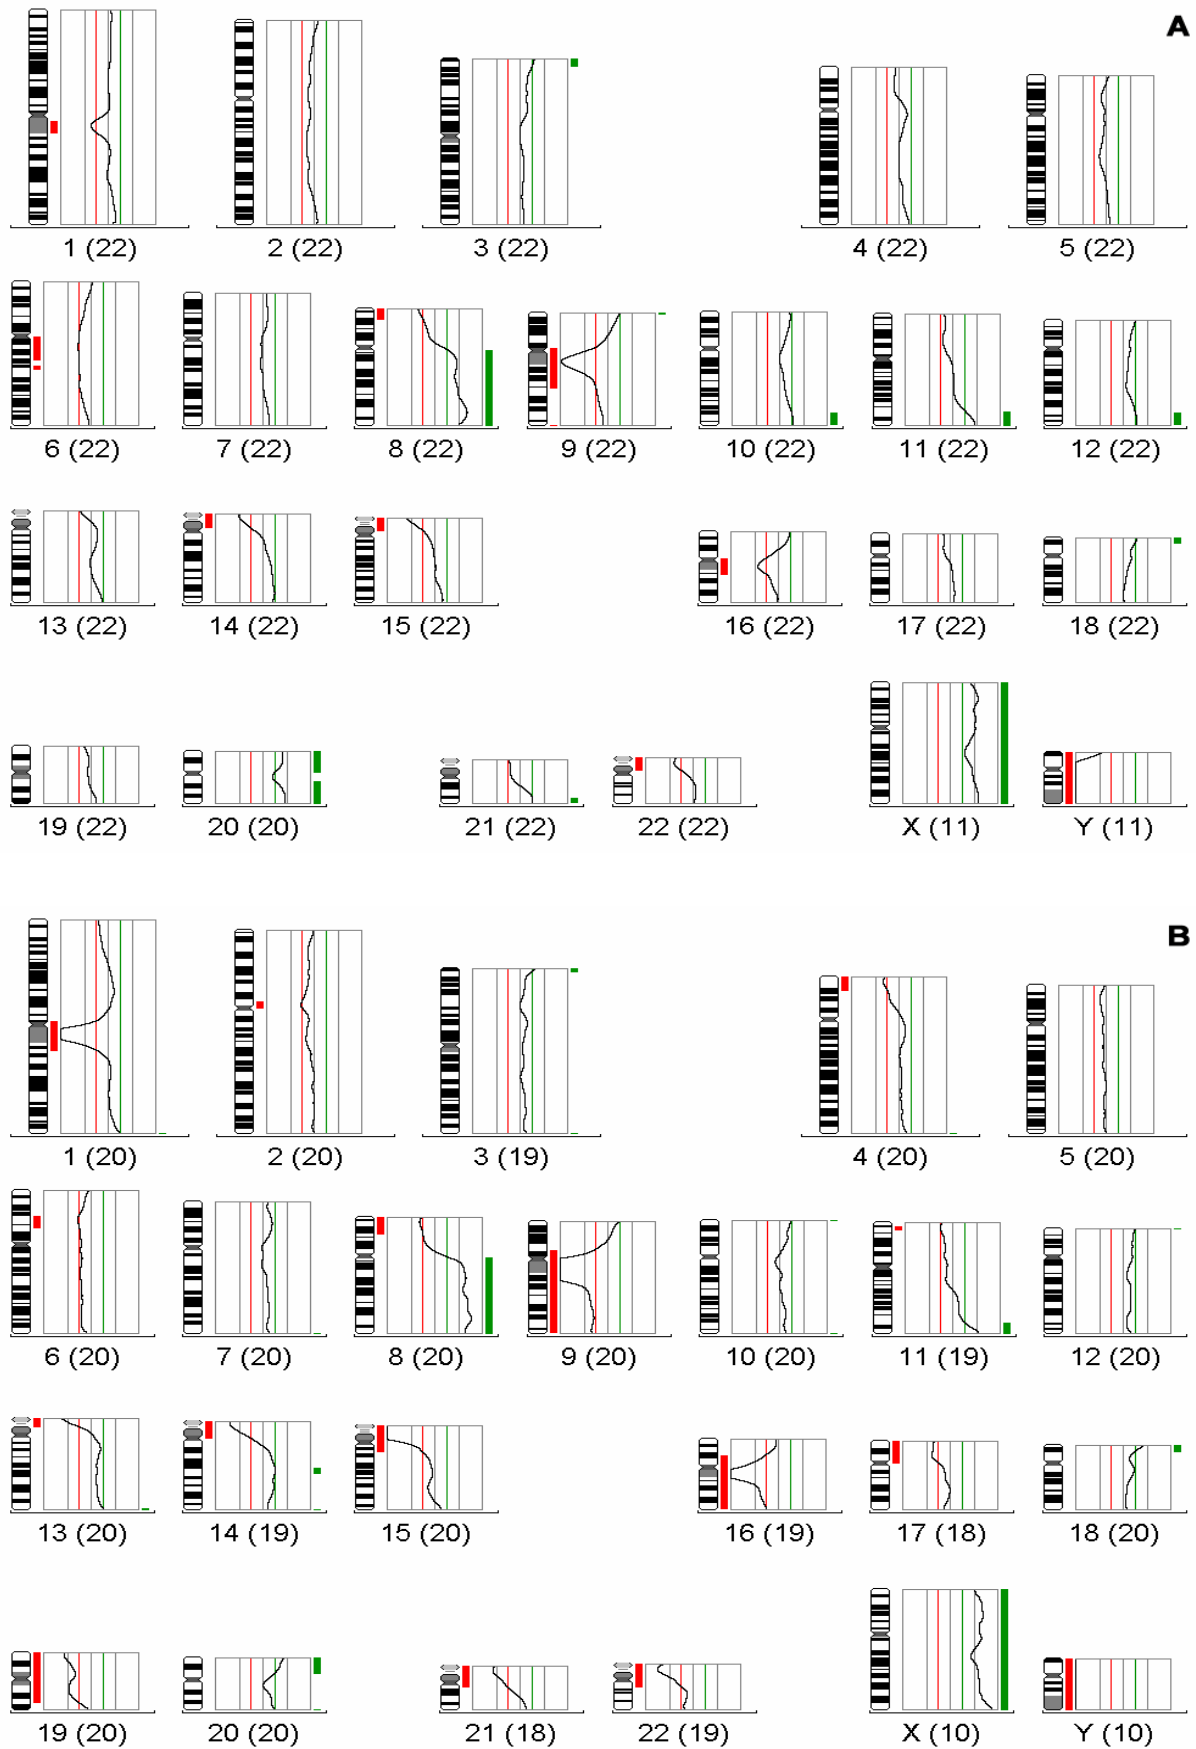 A
1 (22) 2 (22) 3 (22) 4 (22) 5 (22)
6 (22) 7 (22) 8 (22) 9 (22) 10 (22) 11 (22) 12 (22)
13 (22) 14 (22) 15 (22) 16 (22) 17 (22) 18 (22)
19 (22) 20 (20) 21 (22) 22 (22) X (11) Y (11)
B
1 (20) 2 (20) 3 (19) 4 (20) 5 (20)
6 (20) 7 (20) 8 (20) 9 (20) 10 (20) 11 (19) 12 (20)
13 (20) 14 (19) 15 (20) 16 (19) 17 (18) 18 (20)
19 (20) 20 (20) 21 (18) 22 (19) X (10) Y (10)